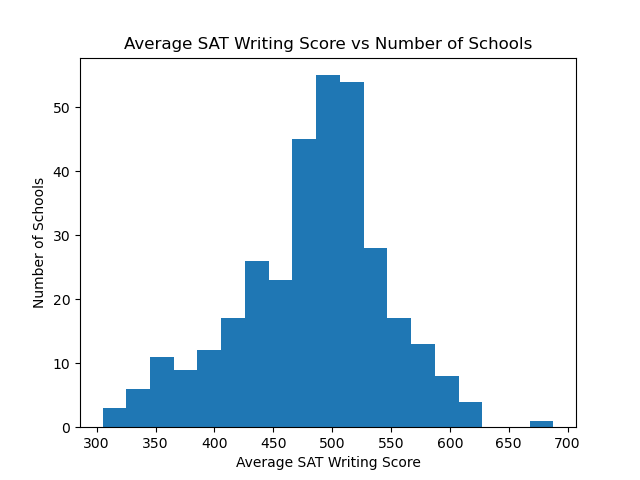 Average SAT Writing Score vs Number of Schools
50
40
30
20
10
0
Number of Schools
300 350 400 450 500 550 600 650 700
Average SAT Writing Score